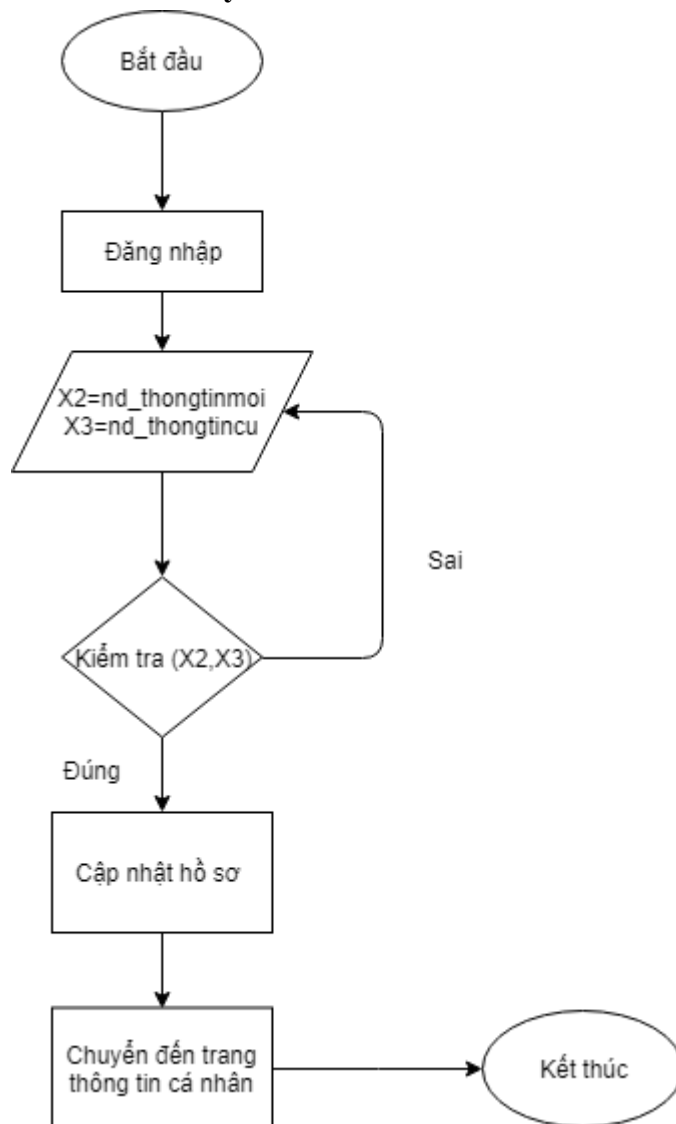 Bắt đầu
Đăng nhập
X2=nd_thongtinmoi
X3=nd_thongtincu
Sai
Kiểm tra (X2,X3)
Đúng
Cập nhật hồ sơ
Chuyển đến trang
thông tin cá nhân
Kết thúc